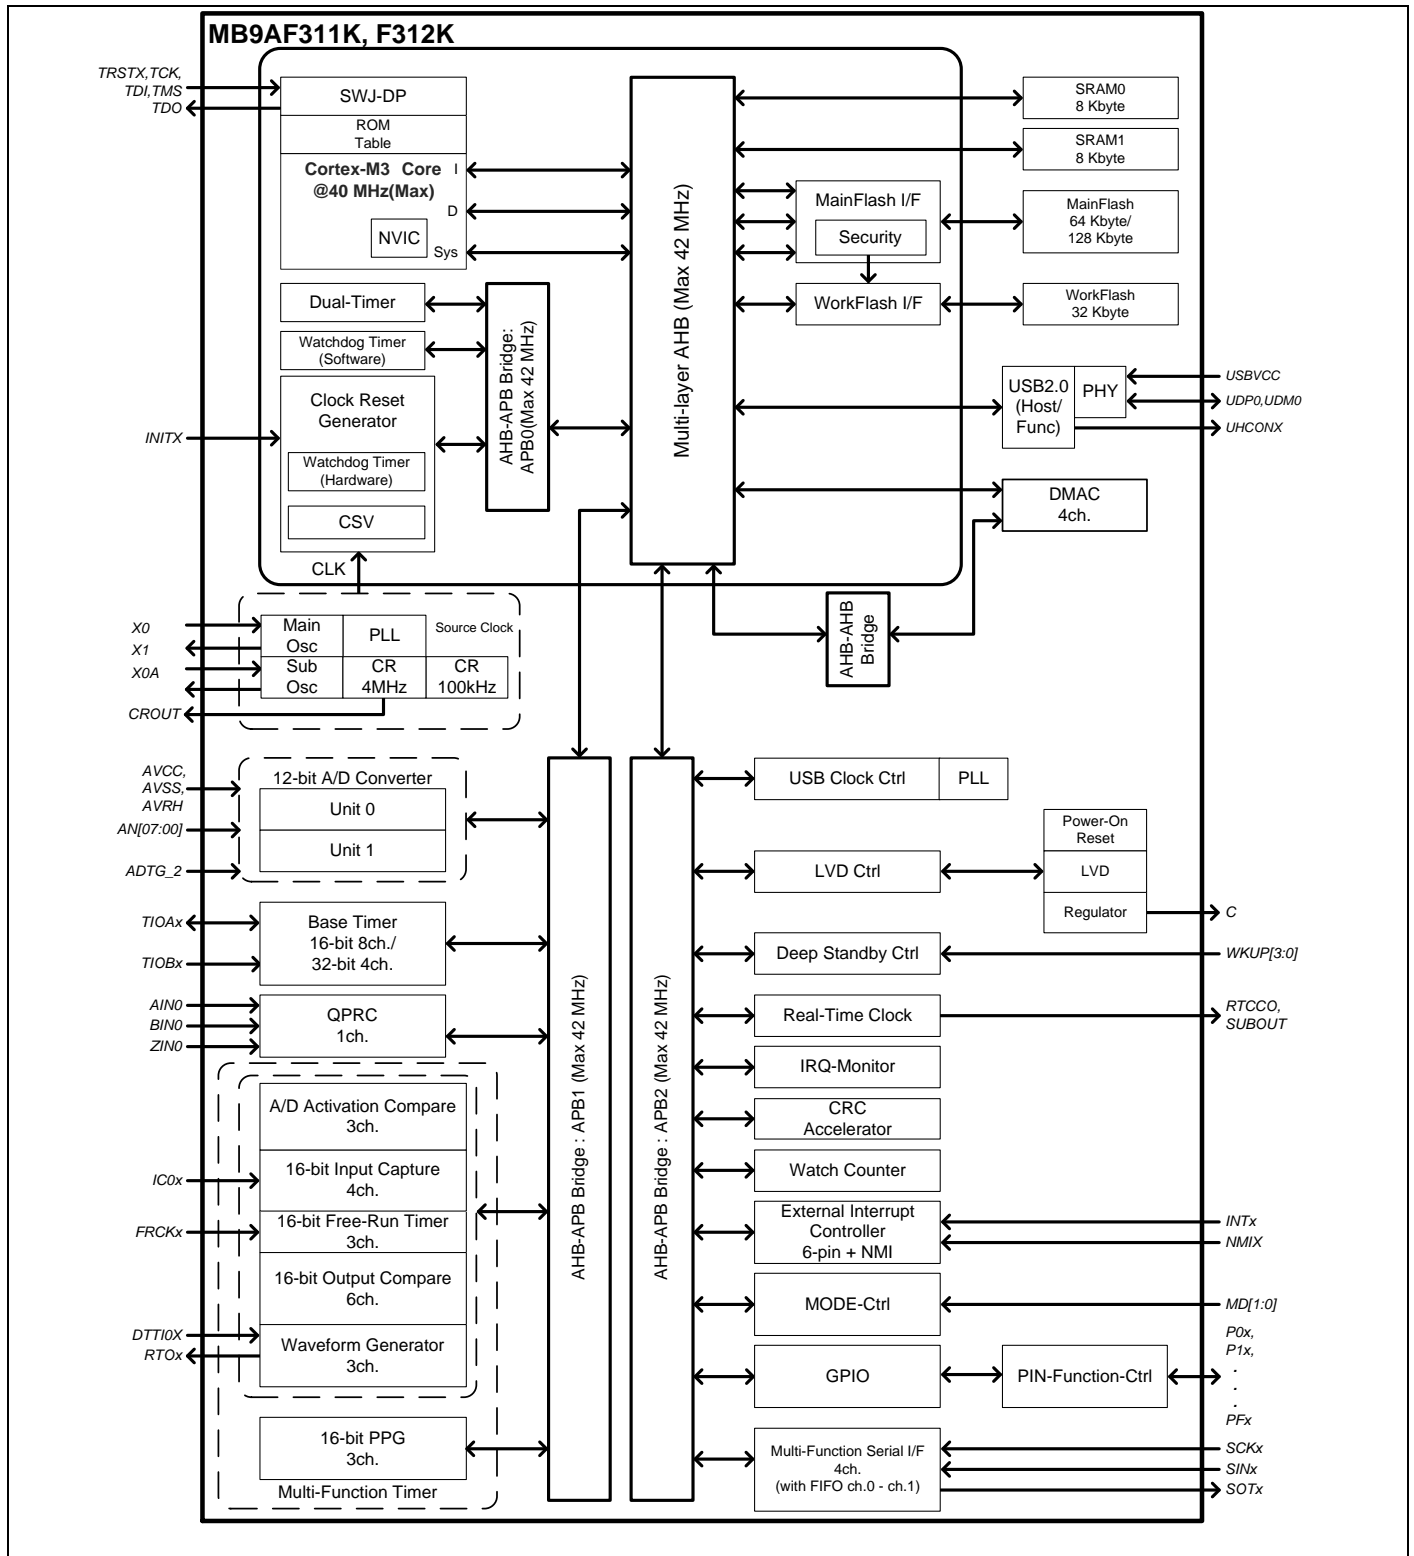 MB9AF311K, F312K
TRSTX,TCK,
TDI,TMS
TDO
SWJ-DP
ROM
Table
Cortex-M3 Core
@40 MHz(Max)
I
D
Sys
NVIC
Dual-Timer
Watchdog Timer
(Software)
Clock Reset
Generator
Watchdog Timer
(Hardware)
CSV
CLK
INITX
AHB-APB Bridge:
APB0(Max 42 MHz)
Multi-layer AHB (Max 42 MHz)
SRAM0
8 Kbyte
SRAM1
8 Kbyte
MainFlash I/F
Security
MainFlash
64 Kbyte/
128 Kbyte
WorkFlash I/F
WorkFlash
32 Kbyte
USB2.0
(Host/
Func)
PHY
USBVCC
UDP0,UDM0
UHCONX
DMAC
4ch.
AHB-AHB
Bridge
X0
X1
X0A
CROUT
Main
Osc
PLL
Source Clock
Sub
Osc
CR
4MHz
CR
100kHz
AVCC,
AVSS,
AVRH
AN[07:00]
ADTG_2
12-bit A/D Converter
Unit 0
Unit 1
TIOAx
TIOBx
Base Timer
16-bit 8ch./
32-bit 4ch.
AIN0
BIN0
ZIN0
QPRC
1ch.
A/D Activation Compare
3ch.
IC0x
16-bit Input Capture
4ch.
FRCKx
16-bit Free-Run Timer
3ch.
16-bit Output Compare
6ch.
DTTI0X
RTOx
Waveform Generator
3ch.
16-bit PPG
3ch.
Multi-Function Timer
AHB-APB Bridge : APB1 (Max 42 MHz)
AHB-APB Bridge : APB2 (Max 42 MHz)
USB Clock Ctrl
PLL
LVD Ctrl
Power-On
Reset
LVD
Regulator
C
Deep Standby Ctrl
WKUP[3:0]
Real-Time Clock
RTCCO,
SUBOUT
IRQ-Monitor
CRC
Accelerator
Watch Counter
External Interrupt
Controller
6-pin + NMI
INTx
NMIX
MODE-Ctrl
MD[1:0]
GPIO
PIN-Function-Ctrl
P0x,
P1x,
.
.
.
PFx
Multi-Function Serial I/F
4ch.
(with FIFO ch.0 - ch.1)
SCKx
SINx
SOTx